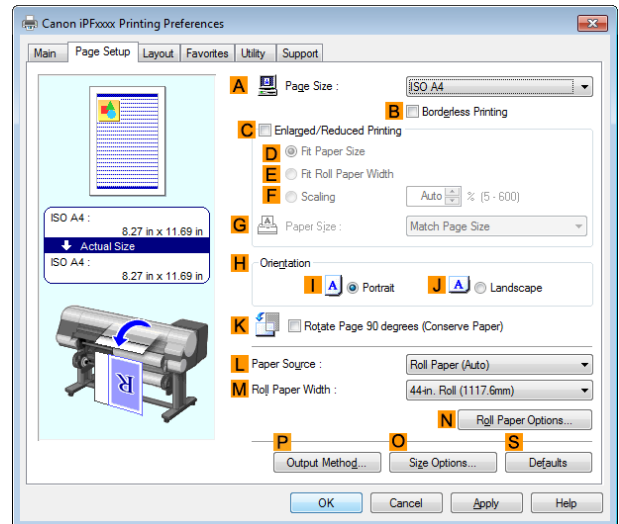 Canon iPFxxxx Printing Preferences
Main Page Setup Layout Favorites Utility Support
A Page Size : ISO A4
B Borderless Printing
C Enlarged/Reduced Printing
D Fit Paper Size
E Fit Roll Paper Width
F Scaling Auto % (5 - 600)
ISO A4 :
8.27 in x 11.69 in
Actual Size
ISO A4 :
8.27 in x 11.69 in
G A Paper Size : Match Page Size
H Orientation
I A Portrait J A Landscape
K Rotate Page 90 degrees (Conserve Paper)
R
L Paper Source : Roll Paper (Auto)
M Roll Paper Width : 44-in. Roll (1117.6mm)
N Roll Paper Options...
P O S
Output Method... Size Options... Defaults
OK Cancel Apply Help